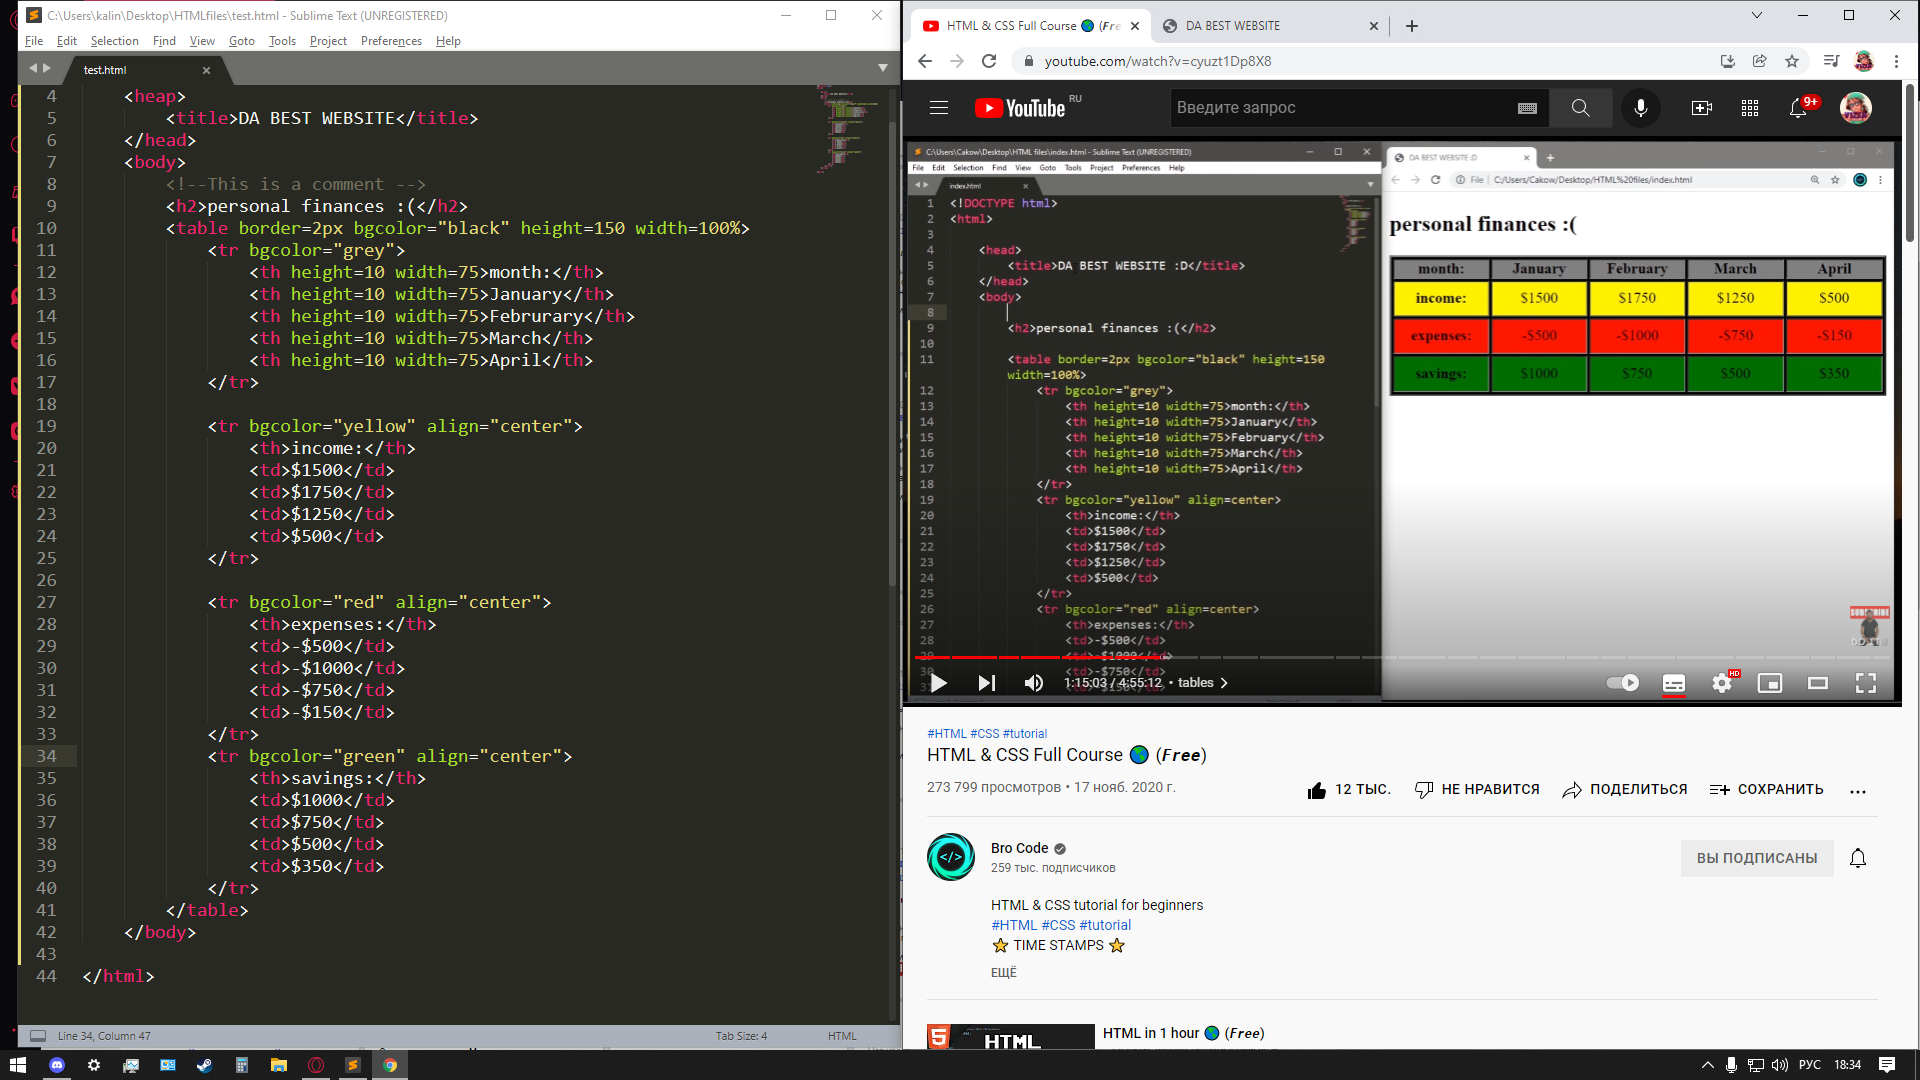 C:\Users\kalin\Desktop\HTMLfiles\test.html - Sublime Text (UNREGISTERED)
File Edit Selection Find View Goto Tools Project Preferences Help
test.html
4 <heap>
5 <title>DA BEST WEBSITE</title>
6 </head>
7 <body>
8 <!--This is a comment -->
9 <h2>personal finances :(</h2>
10 <table border=2px bgcolor="black" height=150 width=100%>
11 <tr bgcolor="grey">
12 <th height=10 width=75>month:</th>
13 <th height=10 width=75>January</th>
14 <th height=10 width=75>Februrary</th>
15 <th height=10 width=75>March</th>
16 <th height=10 width=75>April</th>
17 </tr>
18
19 <tr bgcolor="yellow" align="center">
20 <th>income:</th>
21 <td>$1500</td>
22 <td>$1750</td>
23 <td>$1250</td>
24 <td>$500</td>
25 </tr>
26
27 <tr bgcolor="red" align="center">
28 <th>expenses:</th>
29 <td>-$500</td>
30 <td>-$1000</td>
31 <td>-$750</td>
32 <td>-$150</td>
33 </tr>
34 <tr bgcolor="green" align="center">
35 <th>savings:</th>
36 <td>$1000</td>
37 <td>$750</td>
38 <td>$500</td>
39 <td>$350</td>
40 </tr>
41 </table>
42 </body>
43
44 </html>
Line 34, Column 47 Tab Size: 4 HTML
HTML & CSS Full Course 🌎 (Fre DA BEST WEBSITE
youtube.com/watch?v=cyuzt1Dp8X8
YouTube RU Введите запрос 9+
C:\Users\Cakow\Desktop\HTML files\index.html - Sublime Text (UNREGISTERED)
File Edit Selection Find View Goto Tools Project Preferences Help
index.html
1 <!DOCTYPE html>
2 <html>
3
4 <head>
5 <title>DA BEST WEBSITE :D</title>
6 </head>
7 <body>
8
9 <h2>personal finances :(</h2>
10
11 <table border=2px bgcolor="black" height=150
width=100%>
12 <tr bgcolor="grey">
13 <th height=10 width=75>month:</th>
14 <th height=10 width=75>January</th>
15 <th height=10 width=75>February</th>
16 <th height=10 width=75>March</th>
17 <th height=10 width=75>April</th>
18 </tr>
19 <tr bgcolor="yellow" align=center>
20 <th>income:</th>
21 <td>$1500</td>
22 <td>$1750</td>
23 <td>$1250</td>
24 <td>$500</td>
25 </tr>
26 <tr bgcolor="red" align=center>
27 <th>expenses:</th>
28 <td>-$500</td>
29 <td>-$1000</td>
30 <td>-$750</td>
DA BEST WEBSITE :D
File C:/Users/Cakow/Desktop/HTML%20files/index.html
personal finances :(
month: January February March April
income: $1500 $1750 $1250 $500
expenses: -$500 -$1000 -$750 -$150
savings: $1000 $750 $500 $350
SUBSCRIBE
1:15:03 / 4:55:12 • tables HD
#HTML #CSS #tutorial
HTML & CSS Full Course 🌎 (Free)
273 799 просмотров • 17 нояб. 2020 г.
12 ТЫС. НЕ НРАВИТСЯ ПОДЕЛИТЬСЯ СОХРАНИТЬ
Bro Code
259 тыс. подписчиков
ВЫ ПОДПИСАНЫ
HTML & CSS tutorial for beginners
#HTML #CSS #tutorial
⭐ TIME STAMPS ⭐
ЕЩЁ
HTML
HTML in 1 hour 🌎 (Free)
РУС 18:34